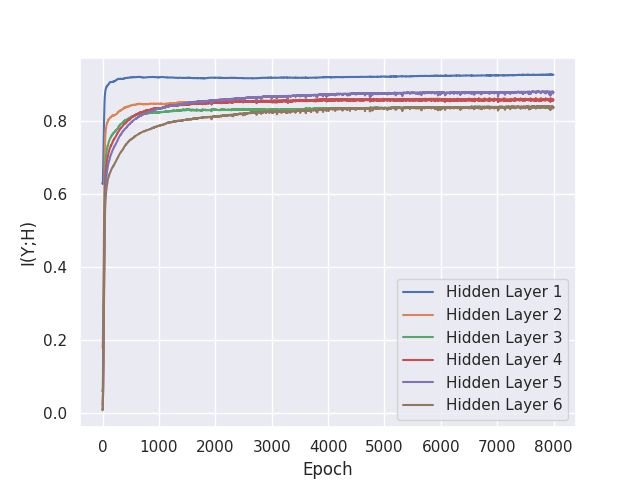 0.8
0.6
0.4
0.2
0.0
I(Y;H)
Hidden Layer 1
Hidden Layer 2
Hidden Layer 3
Hidden Layer 4
Hidden Layer 5
Hidden Layer 6
0 1000 2000 3000 4000 5000 6000 7000 8000
Epoch